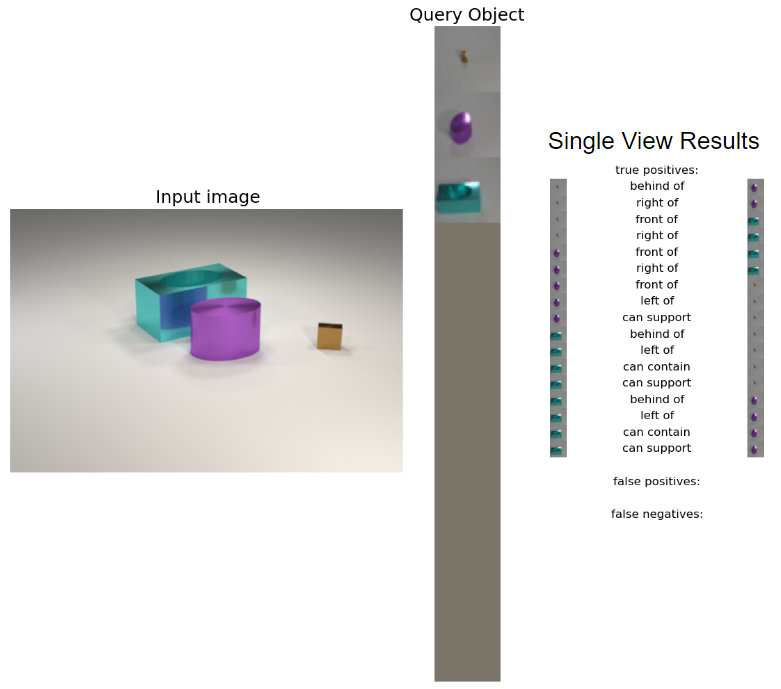 Query Object
Single View Results
true positives:
behind of
right of
front of
right of
front of
right of
front of
left of
can support
behind of
left of
can contain
can support
behind of
left of
can contain
can support
false positives:
false negatives:
Input image